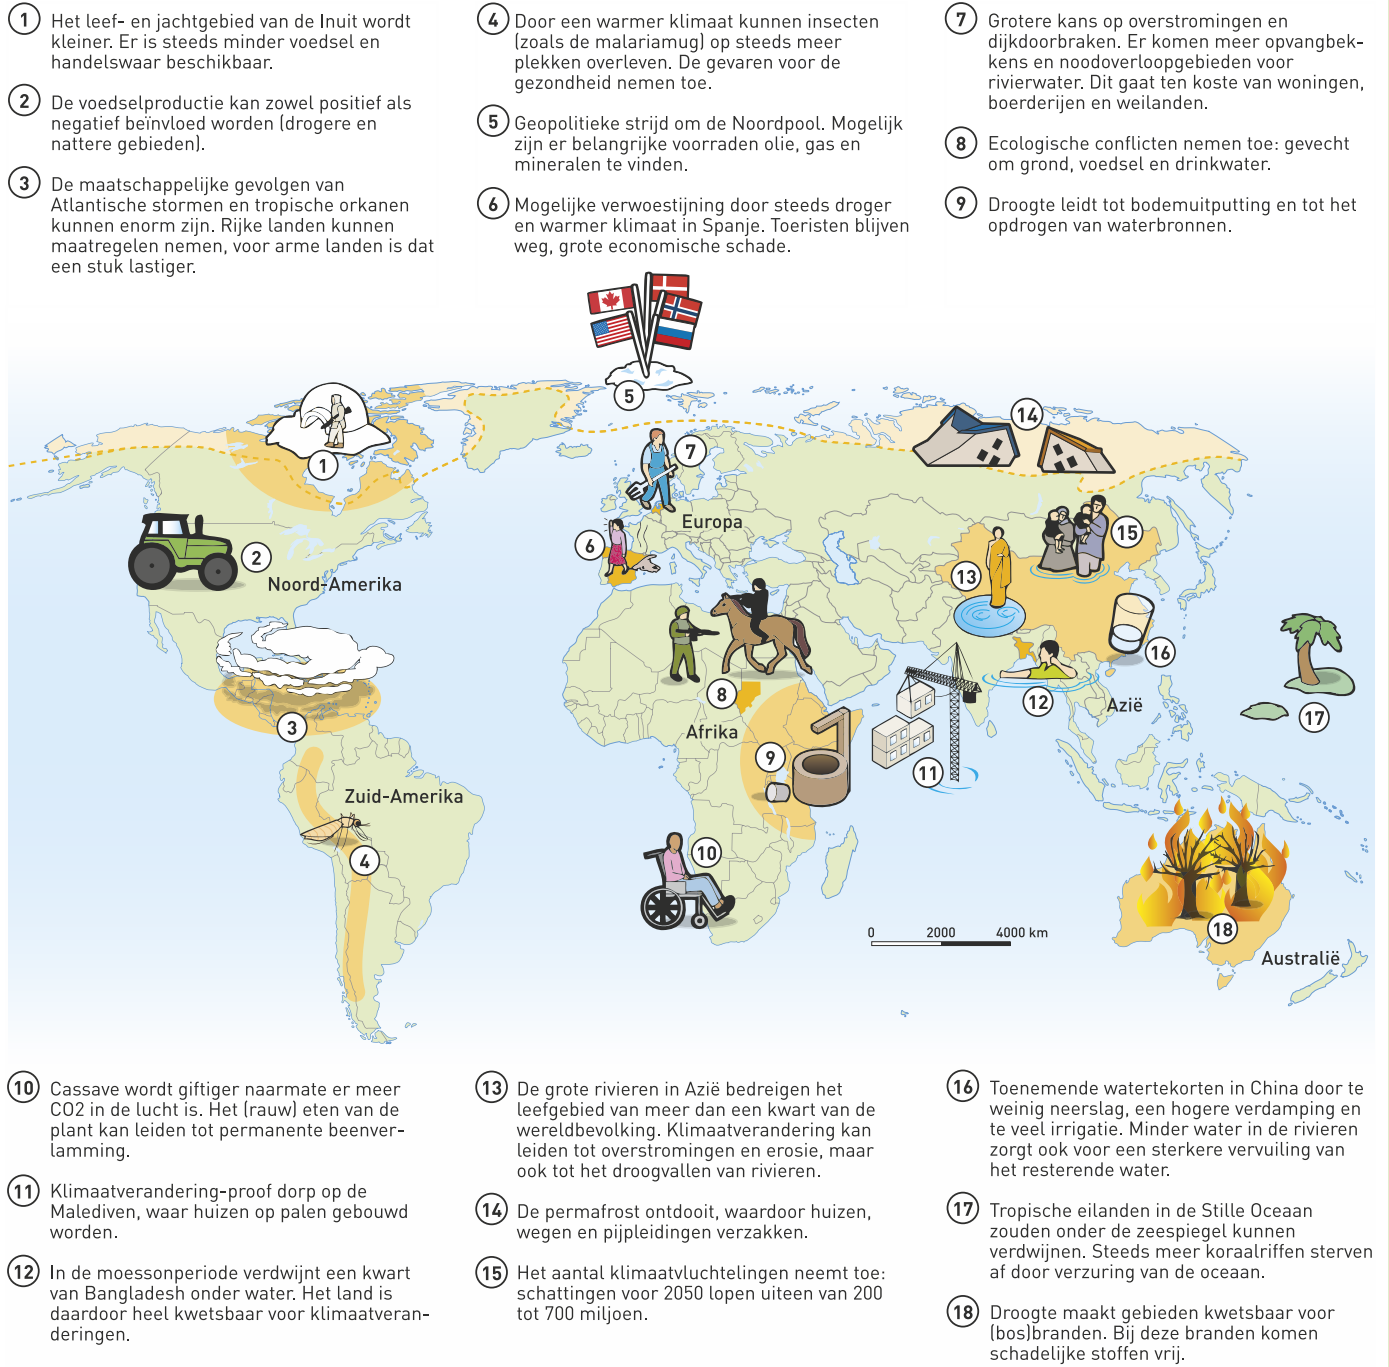 1 Het leef- en jachtgebied van de Inuit wordt
kleiner. Er is steeds minder voedsel en
handelswaar beschikbaar.
2 De voedselproductie kan zowel positief als
negatief beïnvloed worden (drogere en
nattere gebieden).
3 De maatschappelijke gevolgen van
Atlantische stormen en tropische orkanen
kunnen enorm zijn. Rijke landen kunnen
maatregelen nemen, voor arme landen is dat
een stuk lastiger.
4 Door een warmer klimaat kunnen insecten
(zoals de malariamug) op steeds meer
plekken overleven. De gevaren voor de
gezondheid nemen toe.
5 Geopolitieke strijd om de Noordpool. Mogelijk
zijn er belangrijke voorraden olie, gas en
mineralen te vinden.
6 Mogelijke verwoestijning door steeds droger
en warmer klimaat in Spanje. Toeristen blijven
weg, grote economische schade.
7 Grotere kans op overstromingen en
dijkdoorbraken. Er komen meer opvangbek-
kens en noodoverloopgebieden voor
rivierwater. Dit gaat ten koste van woningen,
boerderijen en weilanden.
8 Ecologische conflicten nemen toe: gevecht
om grond, voedsel en drinkwater.
9 Droogte leidt tot bodemuitputting en tot het
opdrogen van waterbronnen.
5
14
7
1
Europa
15
6
2
13
Noord-Amerika
16
8
12
Azië
17
3
Afrika
9
11
Zuid-Amerika
10
4
18
0 2000 4000 km
Australië
10 Cassave wordt giftiger naarmate er meer
CO2 in de lucht is. Het (rauw) eten van de
plant kan leiden tot permanente beenver-
lamming.
11 Klimaatverandering-proof dorp op de
Malediven, waar huizen op palen gebouwd
worden.
12 In de moessonperiode verdwijnt een kwart
van Bangladesh onder water. Het land is
daardoor heel kwetsbaar voor klimaatveran-
deringen.
13 De grote rivieren in Azië bedreigen het
leefgebied van meer dan een kwart van de
wereldbevolking. Klimaatverandering kan
leiden tot overstromingen en erosie, maar
ook tot het droogvallen van rivieren.
14 De permafrost ontdooit, waardoor huizen,
wegen en pijpleidingen verzakken.
15 Het aantal klimaatvluchtelingen neemt toe:
schattingen voor 2050 lopen uiteen van 200
tot 700 miljoen.
16 Toenemende watertekorten in China door te
weinig neerslag, een hogere verdamping en
te veel irrigatie. Minder water in de rivieren
zorgt ook voor een sterkere vervuiling van
het resterende water.
17 Tropische eilanden in de Stille Oceaan
zouden onder de zeespiegel kunnen
verdwijnen. Steeds meer koraalriffen sterven
af door verzuring van de oceaan.
18 Droogte maakt gebieden kwetsbaar voor
(bos)branden. Bij deze branden komen
schadelijke stoffen vrij.